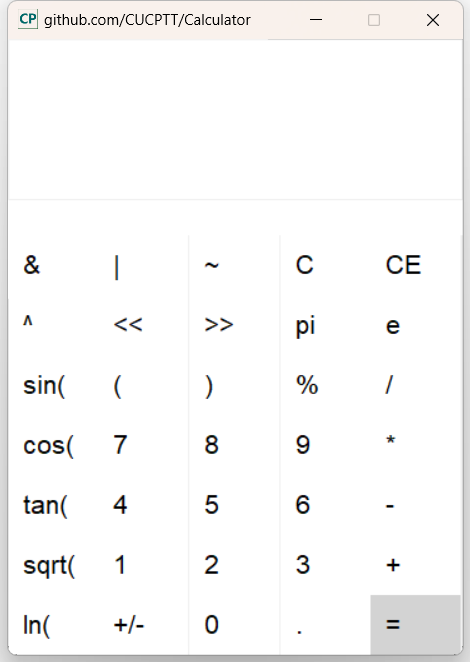 CP github.com/CUCPTT/Calculator
& | ~ C CE
^ << >> pi e
sin( ( ) % /
cos( 7 8 9 *
tan( 4 5 6 -
sqrt( 1 2 3 +
ln( +/- 0 . =